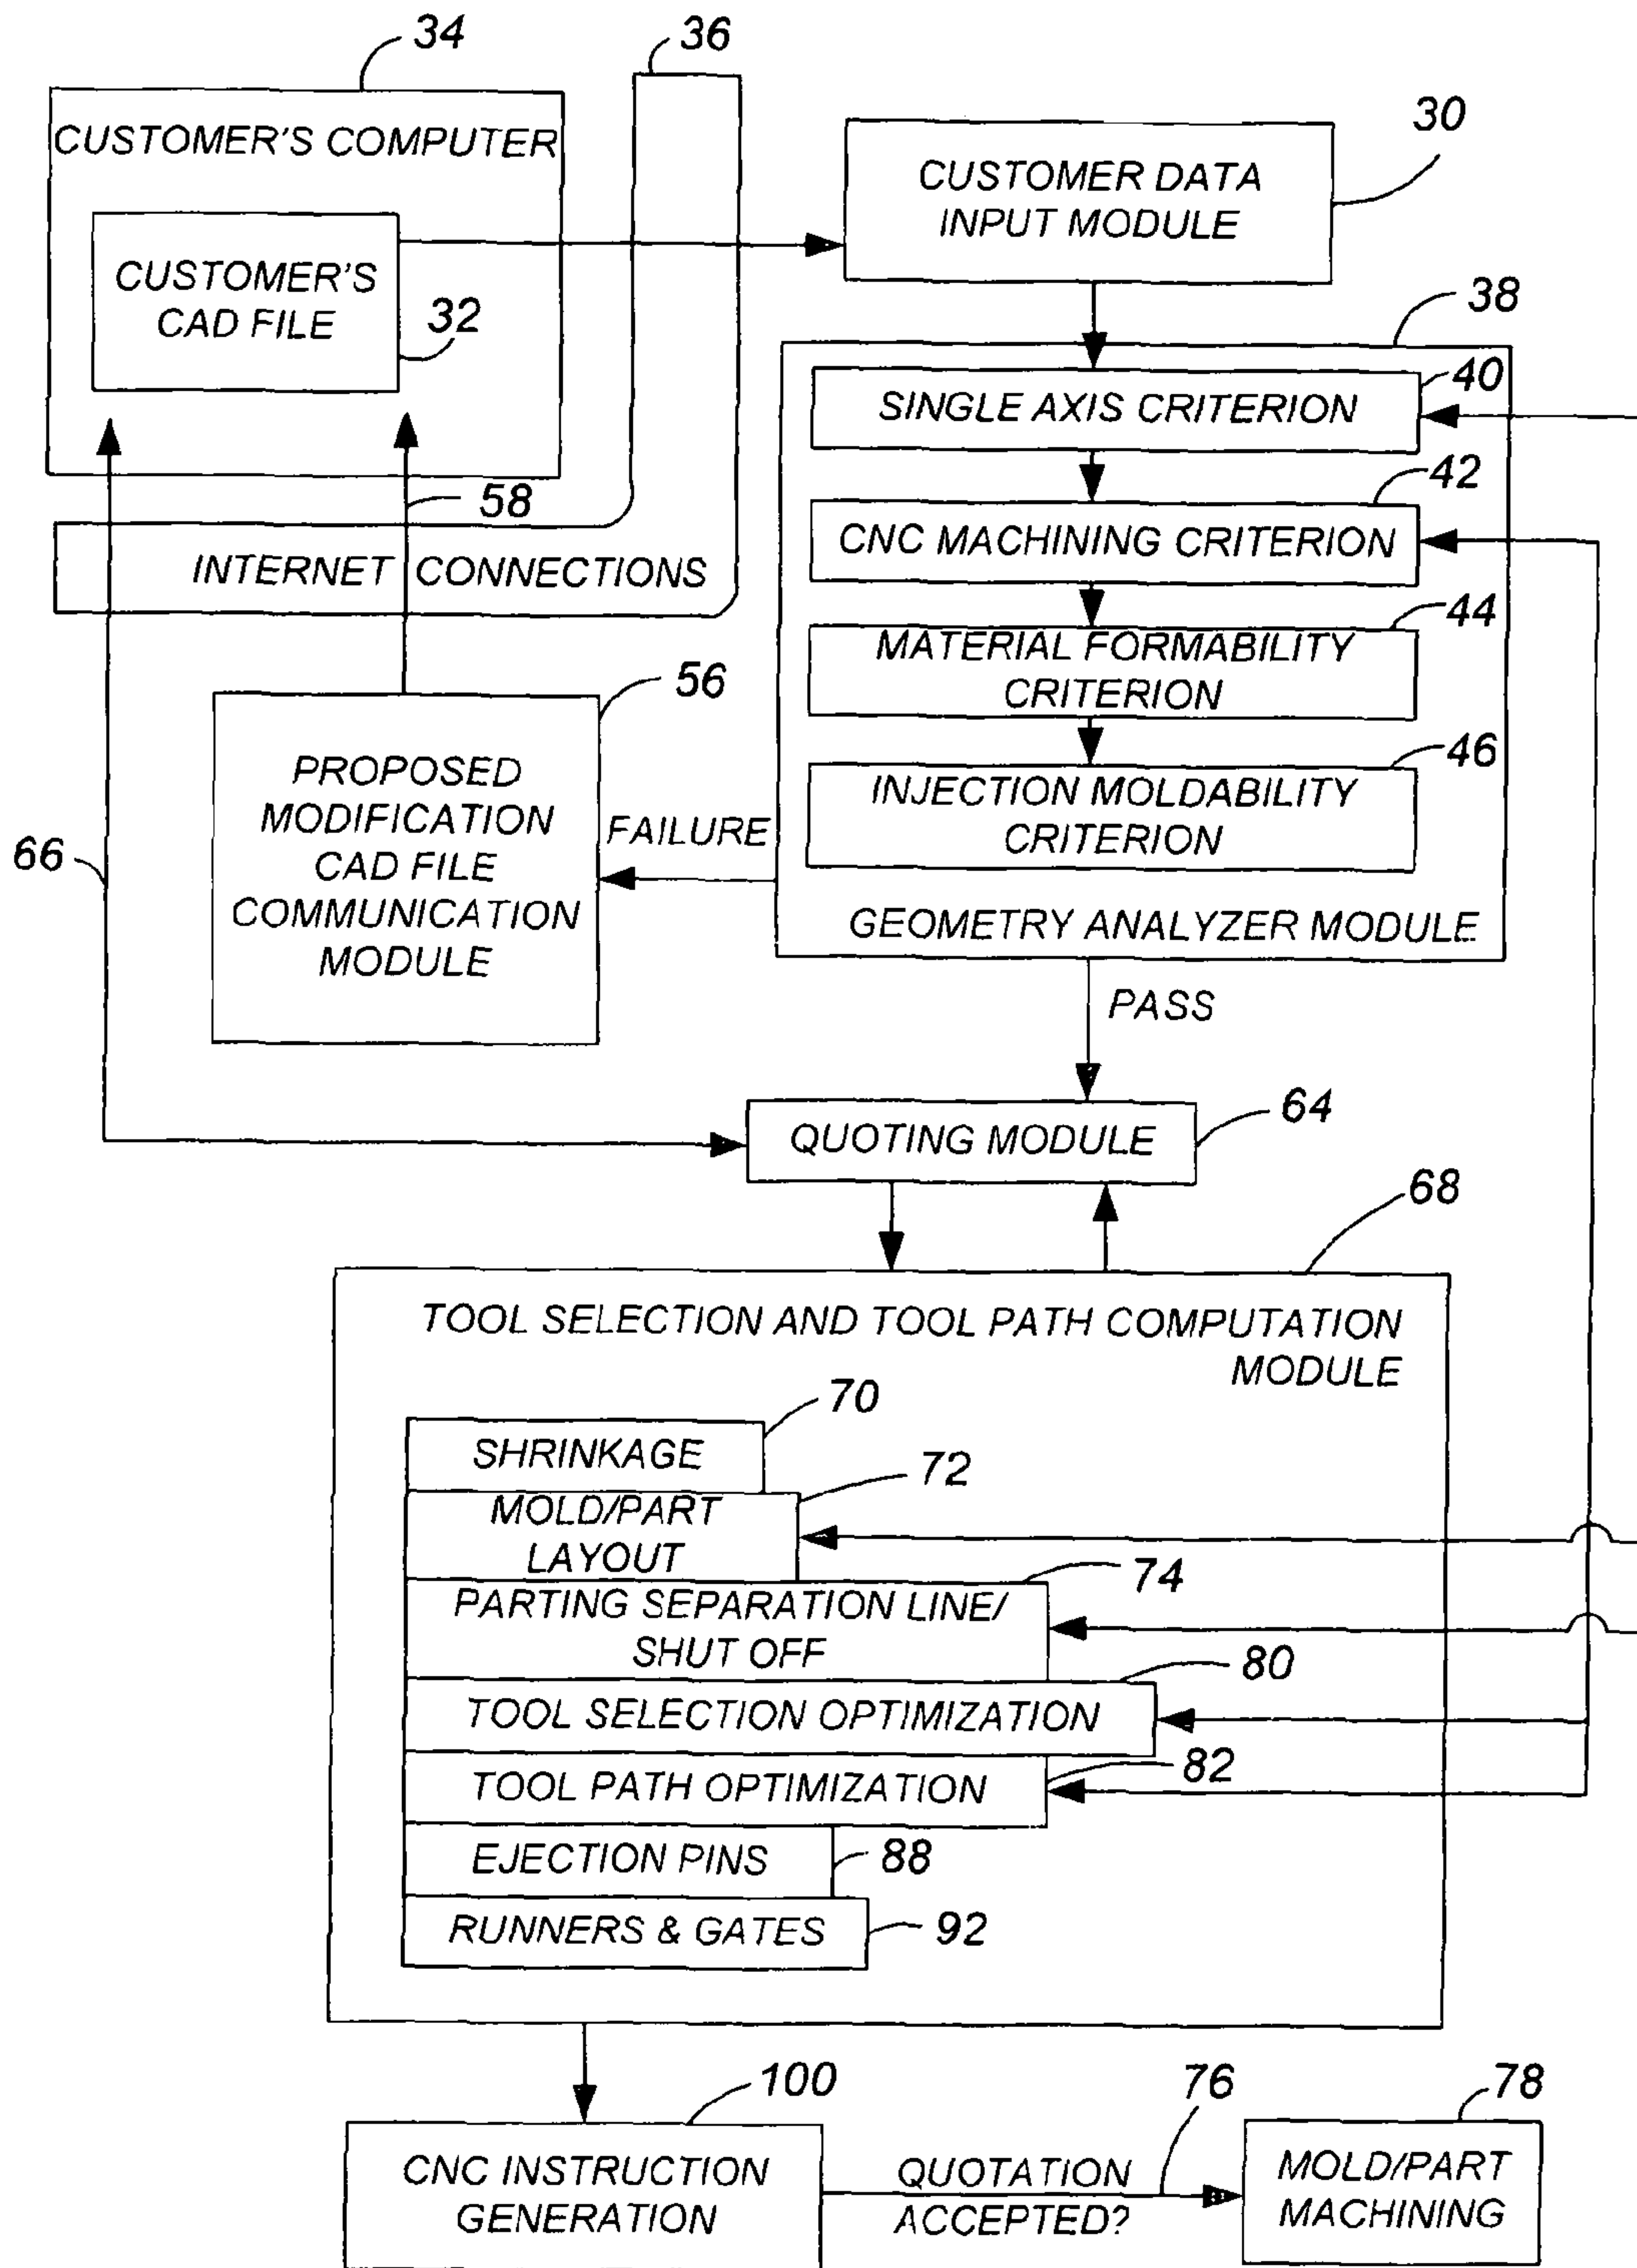 34
36
CUSTOMER'S COMPUTER
CUSTOMER'S
CAD FILE
32
30
CUSTOMER DATA
INPUT MODULE
38
40
SINGLE AXIS CRITERION
42
CNC MACHINING CRITERION
44
MATERIAL FORMABILITY
CRITERION
46
INJECTION MOLDABILITY
CRITERION
GEOMETRY ANALYZER MODULE
58
INTERNET CONNECTIONS
56
PROPOSED
MODIFICATION
CAD FILE
COMMUNICATION
MODULE
FAILURE
66
PASS
64
QUOTING MODULE
68
TOOL SELECTION AND TOOL PATH COMPUTATION
MODULE
70
SHRINKAGE
72
MOLD/PART
LAYOUT
74
PARTING SEPARATION LINE/
SHUT OFF
80
TOOL SELECTION OPTIMIZATION
82
TOOL PATH OPTIMIZATION
EJECTION PINS
88
RUNNERS & GATES
92
100
CNC INSTRUCTION
GENERATION
76
QUOTATION
ACCEPTED?
78
MOLD/PART
MACHINING